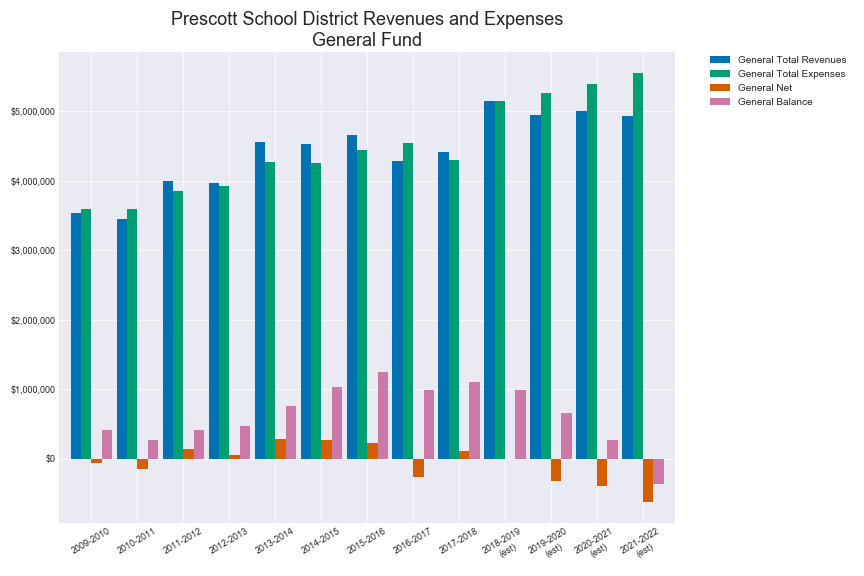 Prescott School District Revenues and Expenses
General Fund
General Total Revenues
General Total Expenses
General Net
General Balance
$5,000,000
$4,000,000
$3,000,000
$2,000,000
$1,000,000
$0
2009-2010
2010-2011
2011-2012
2012-2013
2013-2014
2014-2015
2015-2016
2016-2017
2017-2018
2018-2019
(est)
2019-2020
(est)
2020-2021
(est)
2021-2022
(est)